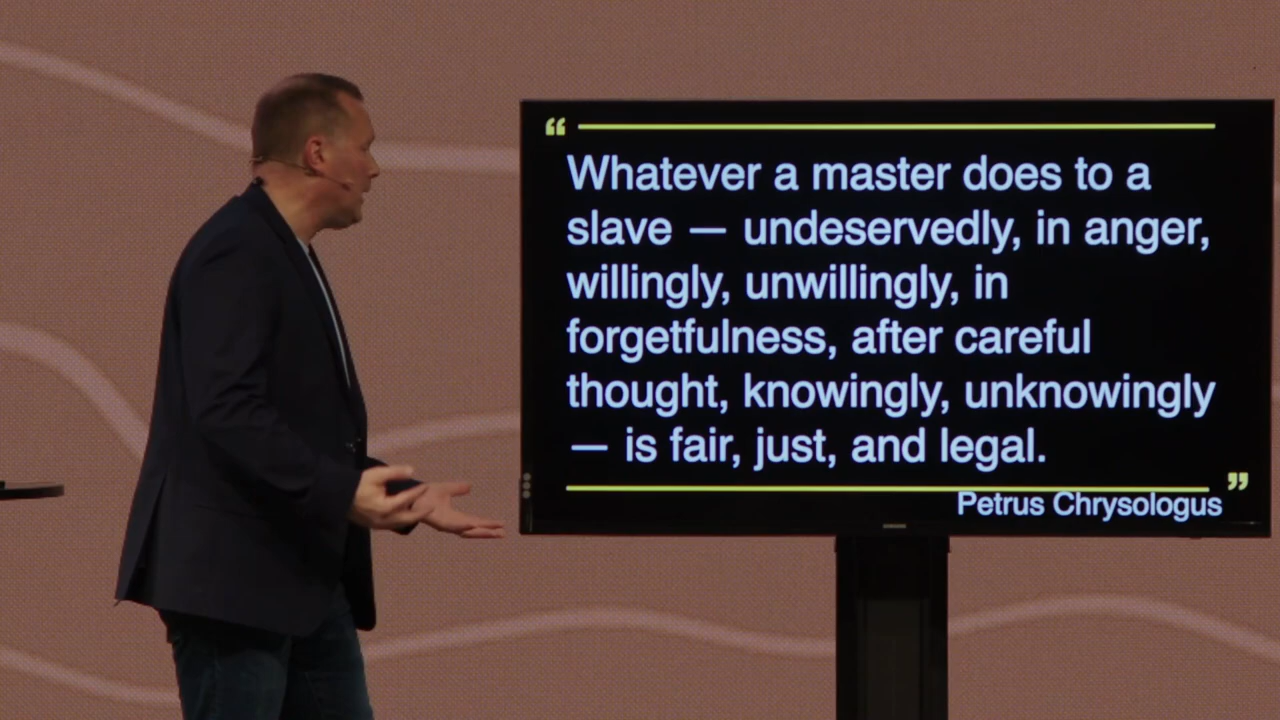 “
Whatever a master does to a
slave — undeservedly, in anger,
willingly, unwillingly, in
forgetfulness, after careful
thought, knowingly, unknowingly
— is fair, just, and legal.
”
Petrus Chrysologus